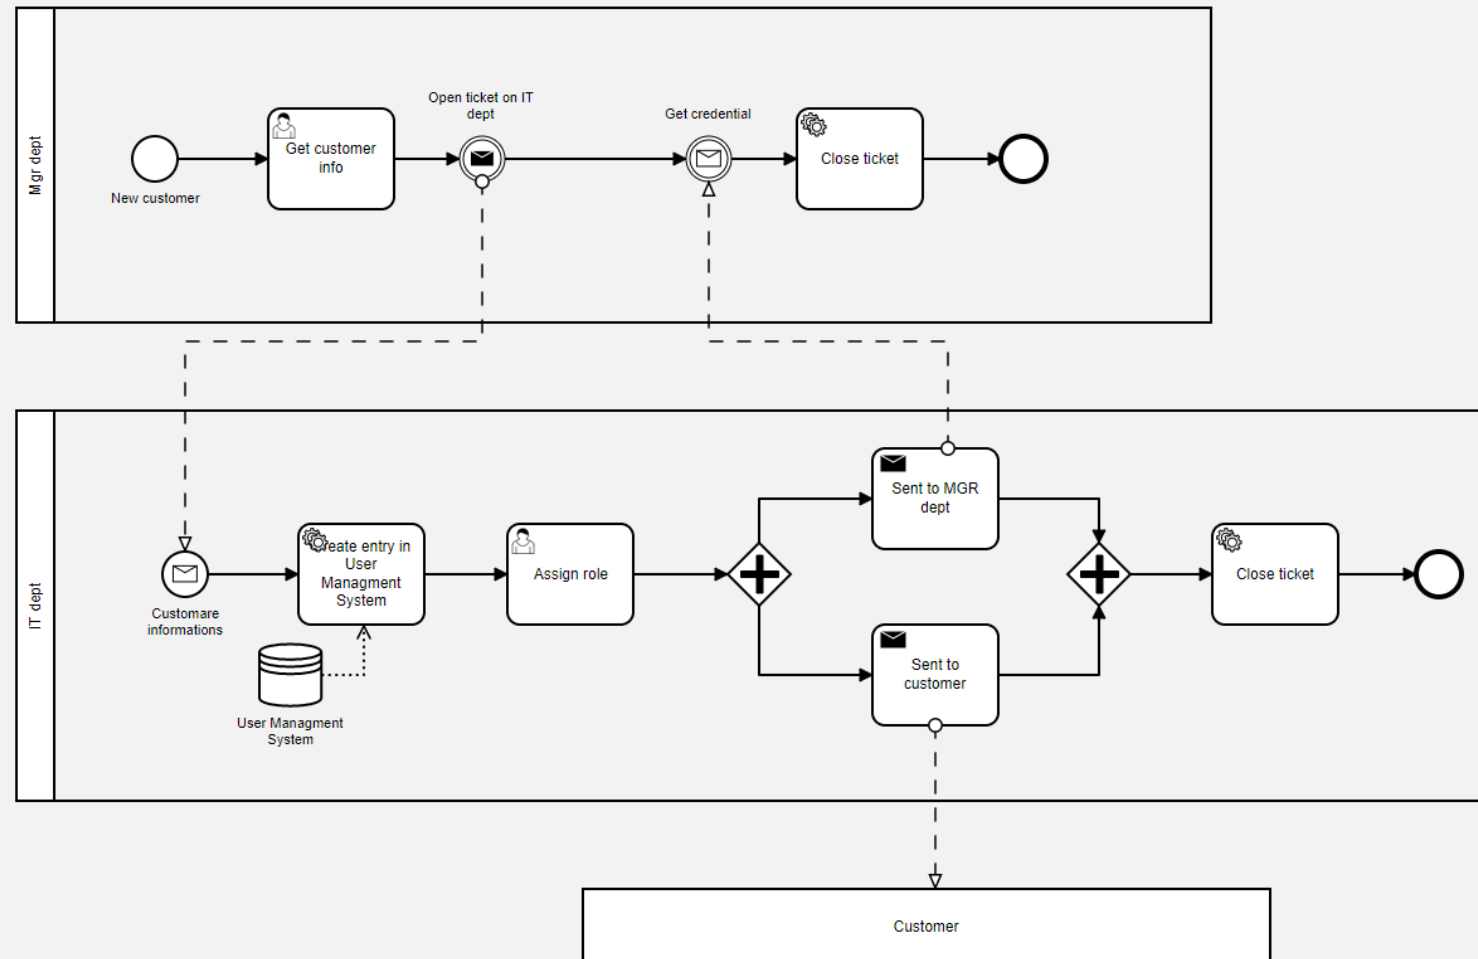 Mgr dept
Open ticket on IT
dept
Get credential
Get customer
info
Close ticket
New customer
IT dept
Sent to MGR
dept
reate entry in
User
Managment
System
Assign role
Close ticket
Customare
informations
Sent to
customer
User Managment
System
Customer